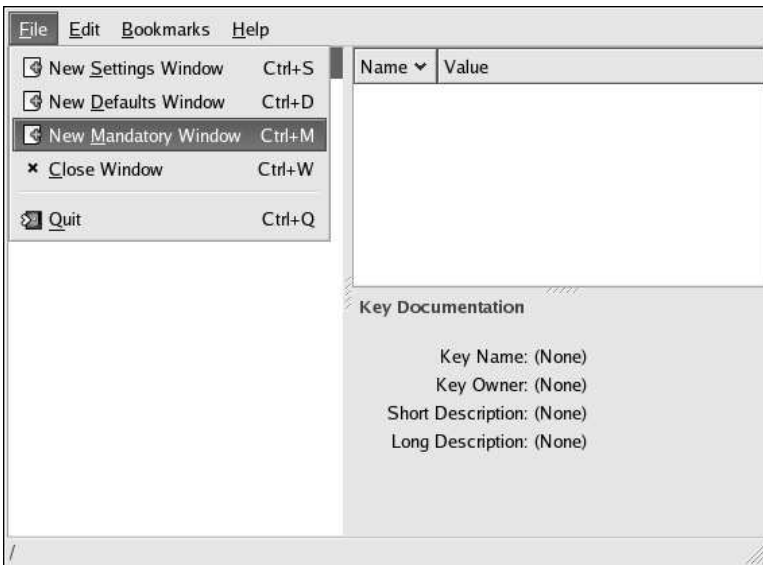 File Edit Bookmarks Help
New Settings Window Ctrl+S
New Defaults Window Ctrl+D
New Mandatory Window Ctrl+M
Close Window Ctrl+W
Quit Ctrl+Q
Name Value
Key Documentation
Key Name: (None)
Key Owner: (None)
Short Description: (None)
Long Description: (None)
/